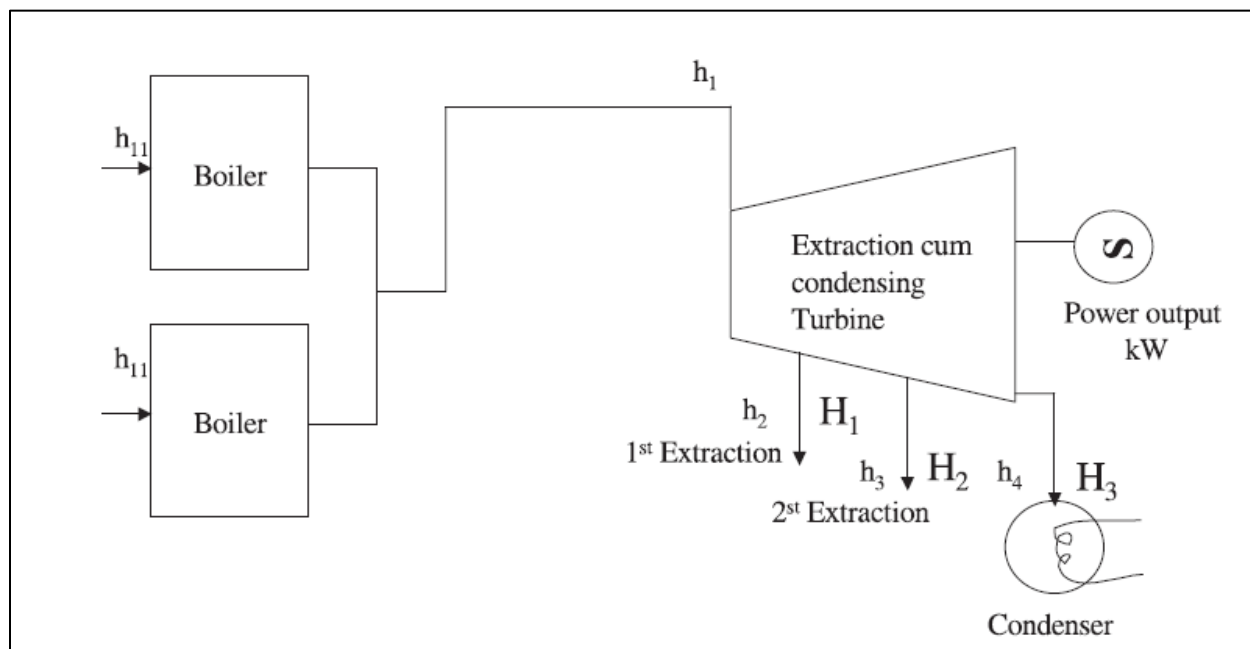 h₁
h₁₁
Boiler
h₁₁
Boiler
Extraction cum
condensing
Turbine
S
Power output
kW
h₂ H₁
1ˢᵗ Extraction
h₃ H₂
2ˢᵗ Extraction
h₄ H₃
Condenser